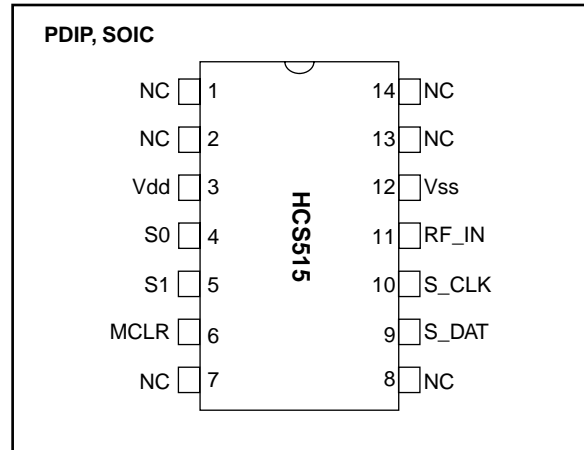 PDIP, SOIC
NC 1 14 NC
NC 2 13 NC
Vdd 3 12 Vss
S0 4 11 RF_IN
S1 5 10 S_CLK
MCLR 6 9 S_DAT
NC 7 8 NC
HCS515